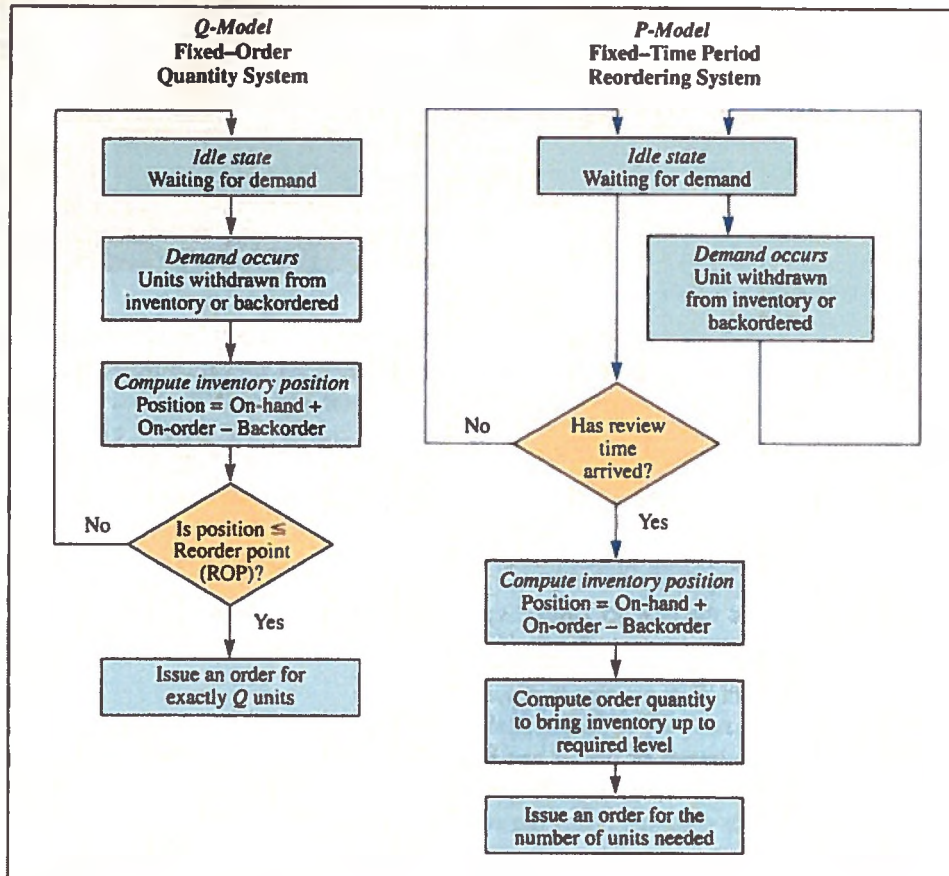 Q-Model
Fixed–Order
Quantity System
Idle state
Waiting for demand
Demand occurs
Units withdrawn from
inventory or backordered
Compute inventory position
Position = On-hand +
On-order – Backorder
Is position ≤
Reorder point
(ROP)?
No
Yes
Issue an order for
exactly Q units
P-Model
Fixed–Time Period
Reordering System
Idle state
Waiting for demand
Demand occurs
Unit withdrawn
from inventory or
backordered
Has review
time
arrived?
No
Yes
Compute inventory position
Position = On-hand +
On-order – Backorder
Compute order quantity
to bring inventory up to
required level
Issue an order for the
number of units needed